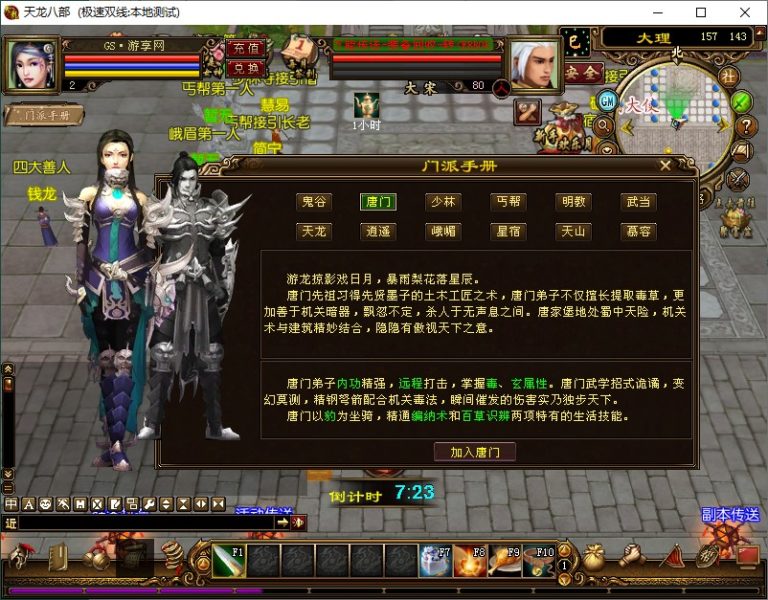 天龙八部 (极速双线:本地测试)
GS·游享网
充值
兑换
2
大宋
80
安全
大理
157 143
北
社
GM
大侠
门派手册
丐帮第一人
慧易
峨眉第一人
丐帮接引长老
简宁
四大善人
钱龙
1小时
门派手册
鬼谷 唐门 少林 丐帮 明教 武当
天龙 逍遥 峨嵋 星宿 天山 慕容
游龙掠影戏日月，暴雨梨花落星辰。
唐门先祖习得先贤墨子的土木工匠之术，唐门弟子不仅擅长提取毒草，更
加善于机关暗器，飘忽不定，杀人于无声息之间。唐家堡地处蜀中天险，机关
术与建筑精妙结合，隐隐有傲视天下之意。
唐门弟子内功精强，远程打击，掌握毒、玄属性。唐门武学招式诡谲，变
幻莫测，精钢弩箭配合机关毒法，瞬间催发的伤害实乃独步天下。
唐门以豹为坐骑，精通编纳术和百草识辨两项特有的生活技能。
加入唐门
倒计时 7:23
活动传送
副本传送
近
F1 F7 F8 F9 F10
1